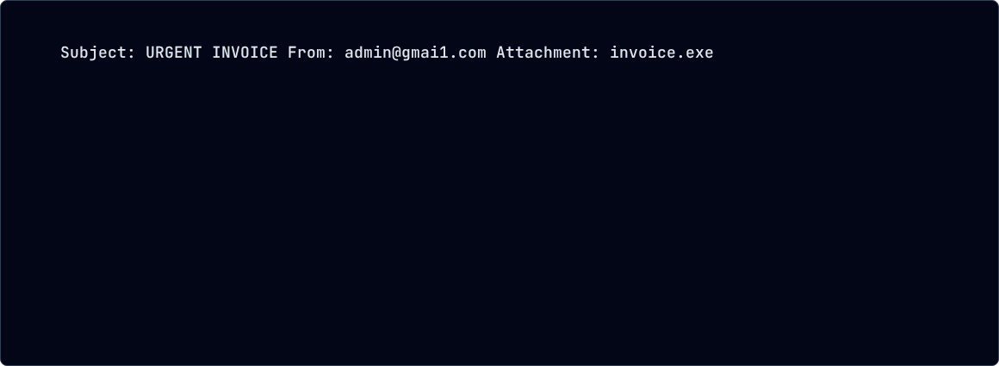 Subject: URGENT INVOICE From: admin@gmai1.com Attachment: invoice.exe